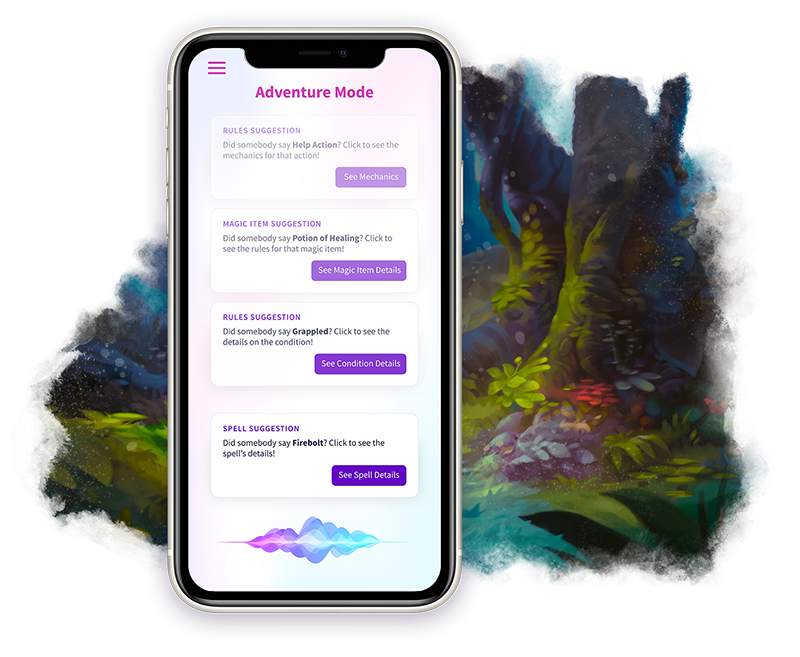 Adventure Mode
RULES SUGGESTION
Did somebody say Help Action? Click to see the
mechanics for that action!
See Mechanics
MAGIC ITEM SUGGESTION
Did somebody say Potion of Healing? Click to
see the rules for that magic item!
See Magic Item Details
RULES SUGGESTION
Did somebody say Grappled? Click to see the
details on the condition!
See Condition Details
SPELL SUGGESTION
Did somebody say Firebolt? Click to see the
spell's details!
See Spell Details